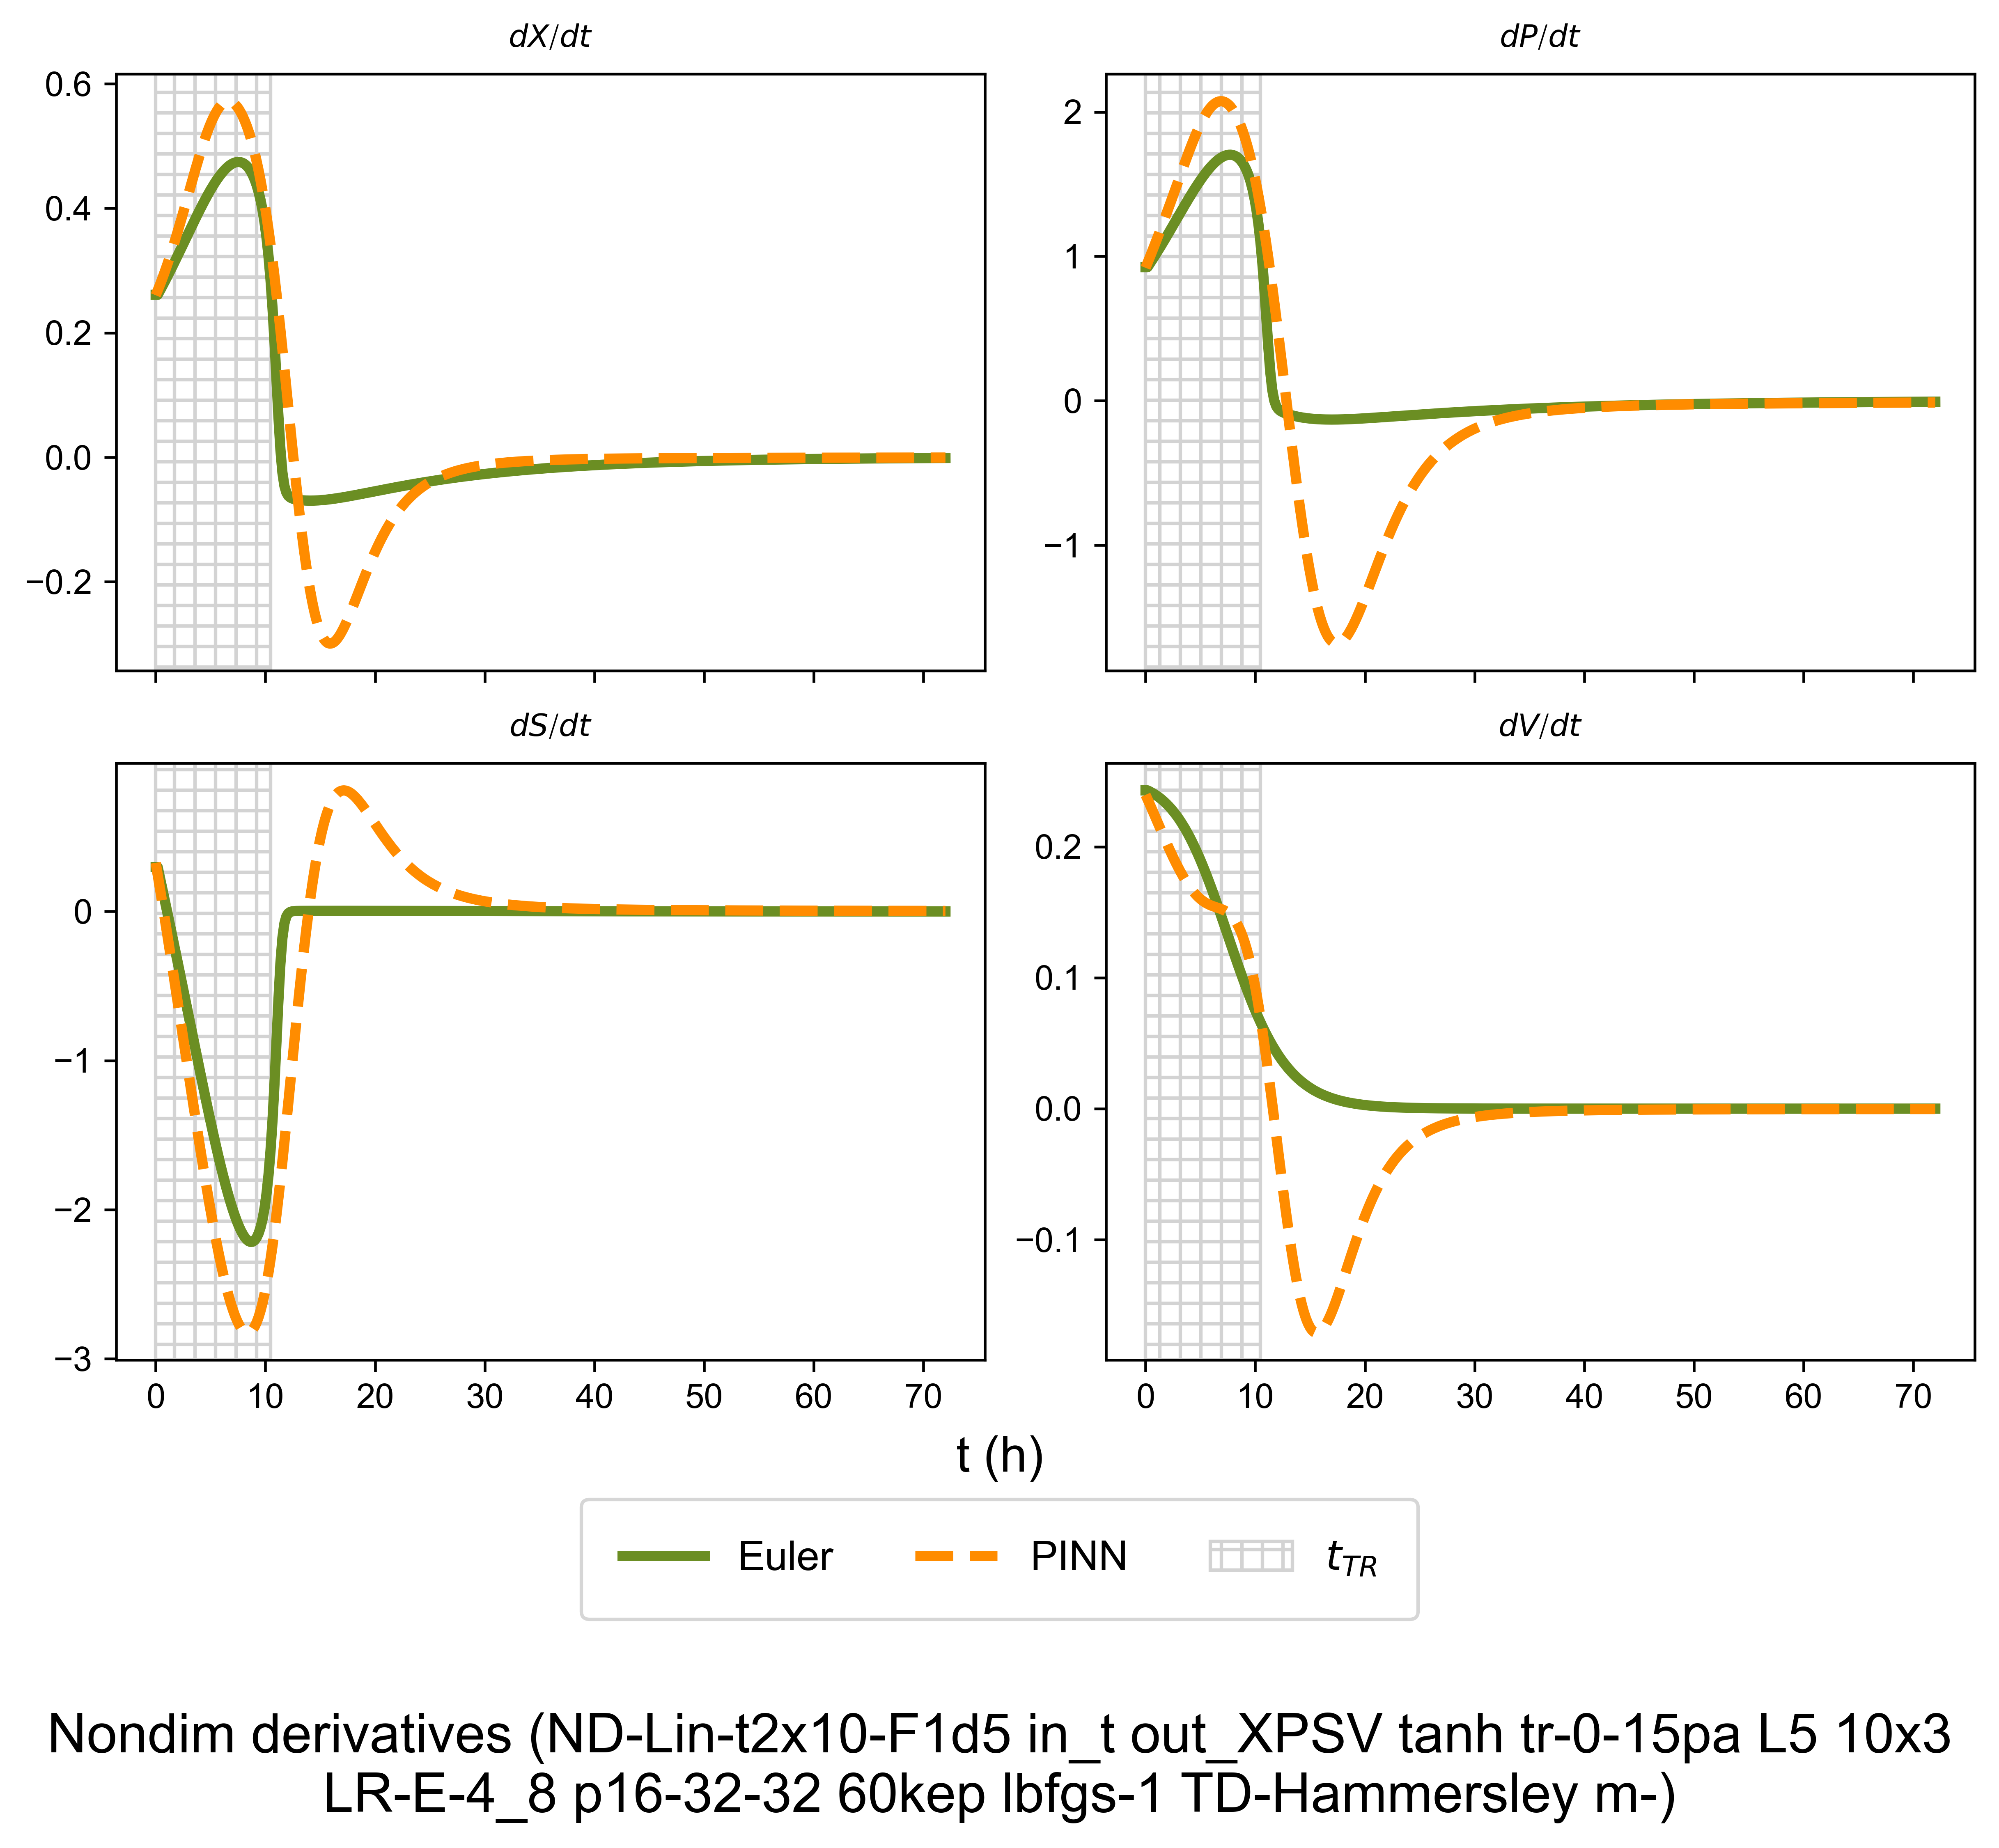 dX/dt
dP/dt
0.6
0.4
0.2
0.0
−0.2
2
1
0
−1
dS/dt
dV/dt
0
−1
−2
−3
0 10 20 30 40 50 60 70
0.2
0.1
0.0
−0.1
0 10 20 30 40 50 60 70
t (h)
Euler PINN t_TR
Nondim derivatives (ND-Lin-t2x10-F1d5 in_t out_XPSV tanh tr-0-15pa L5 10x3
LR-E-4_8 p16-32-32 60kep lbfgs-1 TD-Hammersley m-)